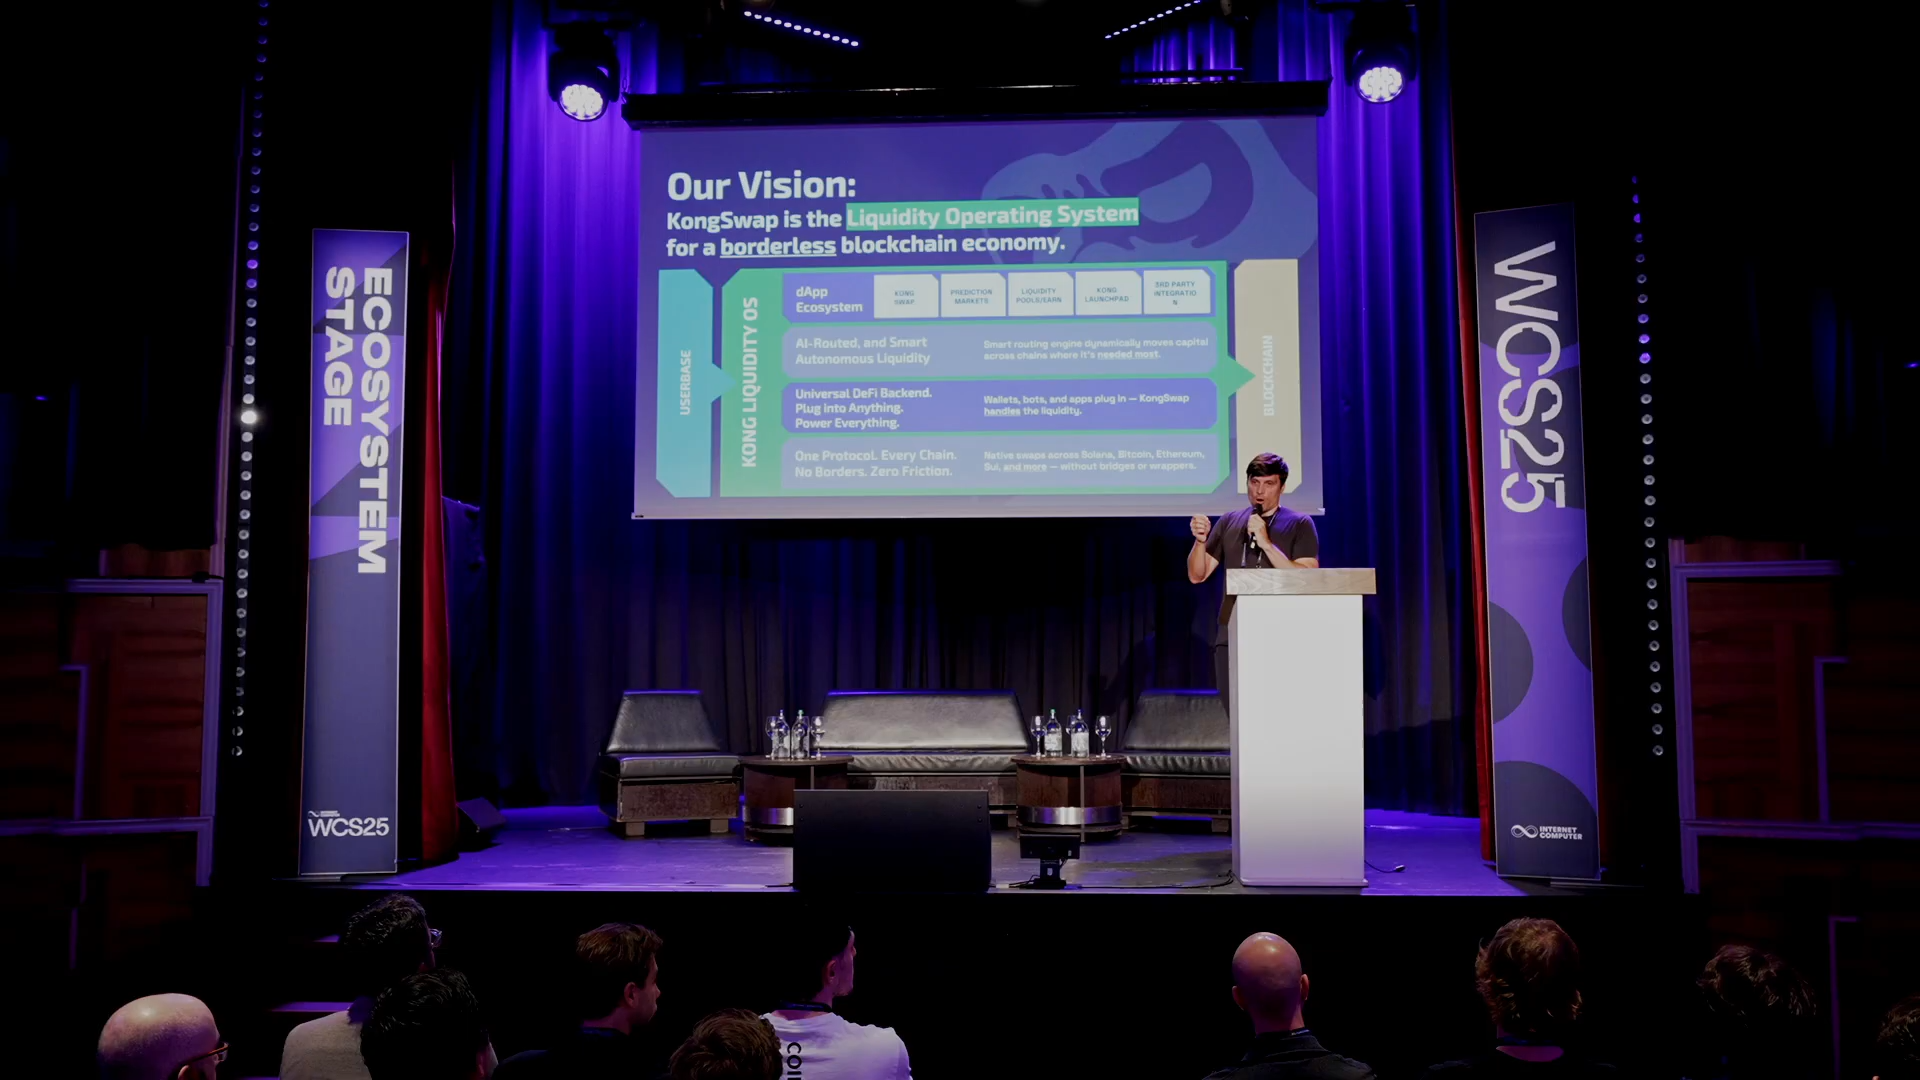 Our Vision:
KongSwap is the Liquidity Operating System
for a borderless blockchain economy.
USERBASE
KONG LIQUIDITY OS
dApp
Ecosystem
KONG
SWAP
PREDICTION
MARKETS
LIQUIDITY
POOLS/EARN
KONG
LAUNCHPAD
3RD PARTY
INTEGRATIO
N
AI-Routed, and Smart
Autonomous Liquidity
Smart routing engine dynamically moves capital
across chains where it's needed most.
Universal DeFi Backend.
Plug into Anything.
Power Everything.
Wallets, bots, and apps plug in — KongSwap
handles the liquidity.
One Protocol. Every Chain.
No Borders. Zero Friction.
Native swaps across Solana, Bitcoin, Ethereum,
Sui, and more — without bridges or wrappers.
BLOCKCHAIN
ECOSYSTEM
STAGE
WCS25
WCS25
INTERNET
COMPUTER